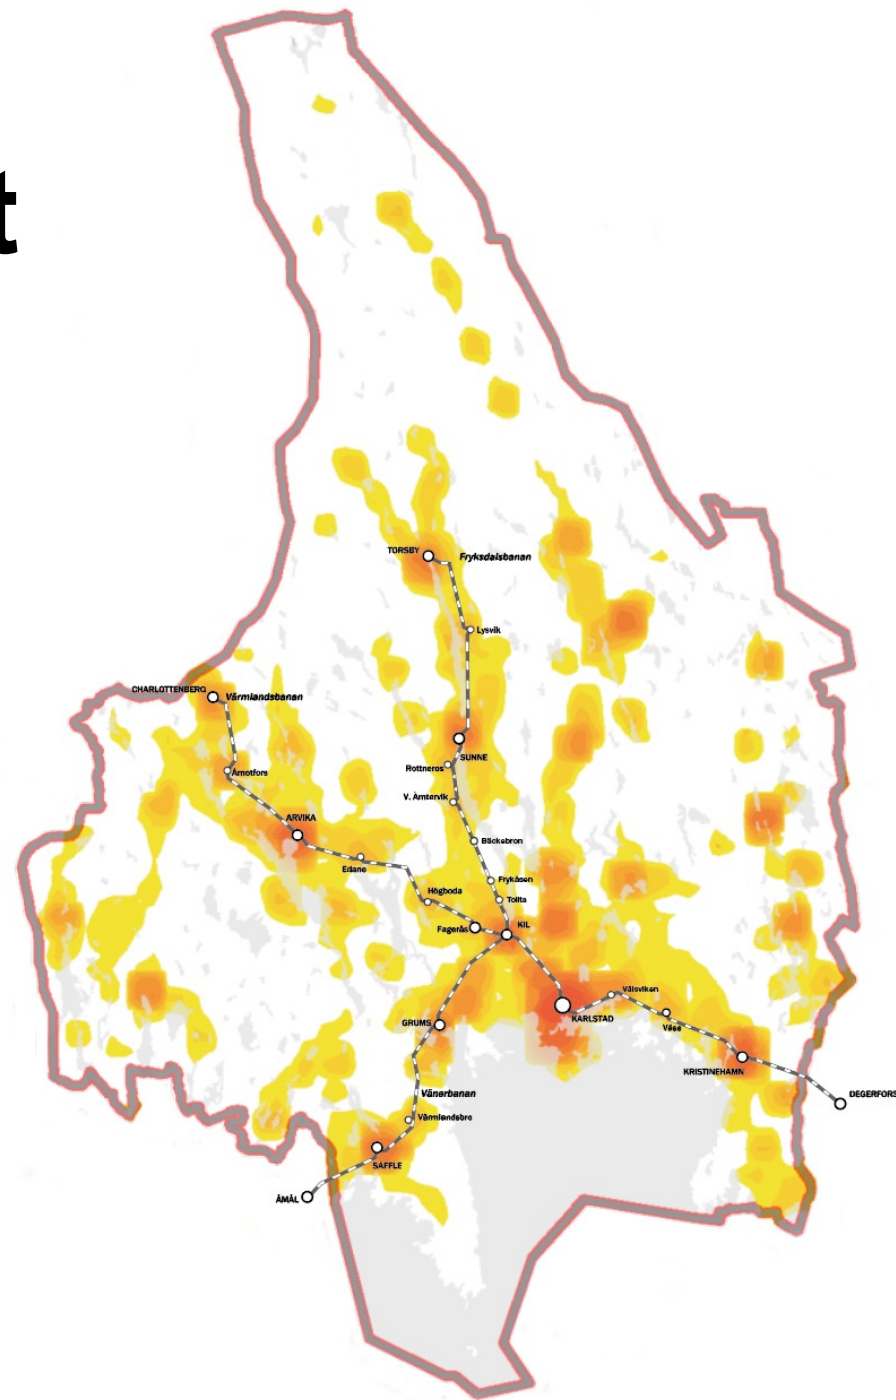 t
TORSBY
Fryksdalsbanan
Lysvik
CHARLOTTENBERG
Värmlandsbanan
SUNNE
Rottneros
Åmotfors
V. Ämtervik
ARVIKA
Bäckebron
Edane
Frykåsen
Högboda
Tolita
Fagerås
KIL
Välsviken
KARLSTAD
Väse
GRUMS
KRISTINEHAMN
Vänerbanan
DEGERFORS
Värmlandsbro
SÄFFLE
ÅMÅL